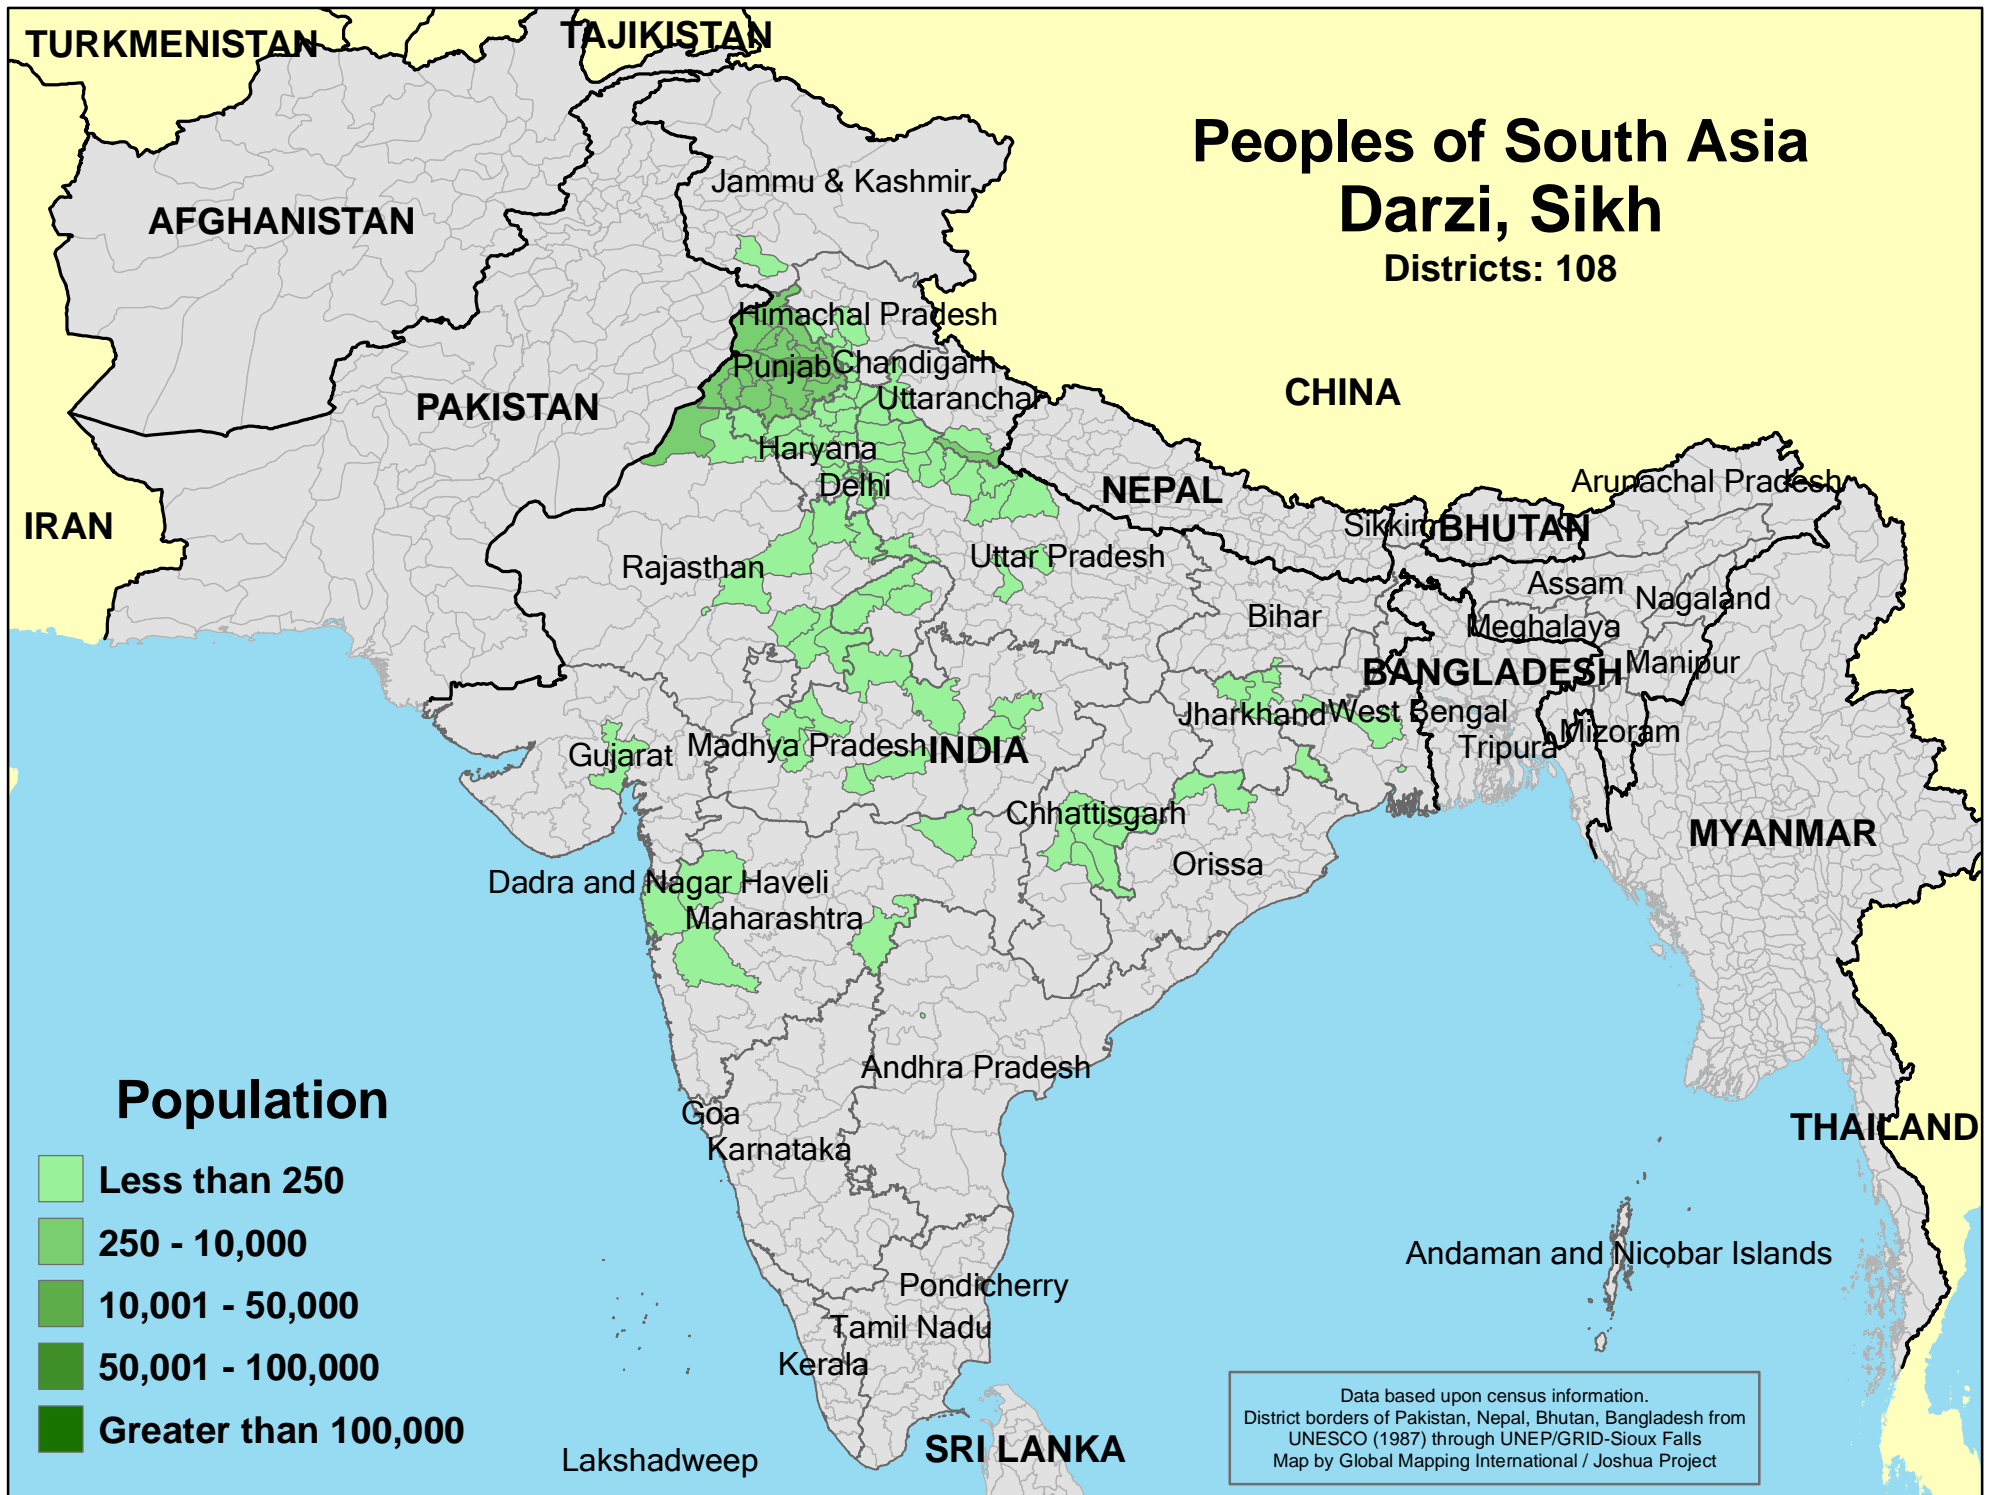 TURKMENISTAN
TAJIKISTAN
Peoples of South Asia
Darzi, Sikh
Districts: 108
Jammu & Kashmir
AFGHANISTAN
Himachal Pradesh
Punjab
Chandigarh
Uttaranchal
CHINA
PAKISTAN
Haryana
Delhi
NEPAL
Arunachal Pradesh
IRAN
Sikkim
BHUTAN
Rajasthan
Uttar Pradesh
Assam
Nagaland
Bihar
Meghalaya
BANGLADESH
Manipur
Jharkhand
West Bengal
Gujarat
Madhya Pradesh
INDIA
Tripura
Mizoram
Chhattisgarh
MYANMAR
Orissa
Dadra and Nagar Haveli
Maharashtra
Andhra Pradesh
Goa
Karnataka
THAILAND
Population
Less than 250
250 - 10,000
10,001 - 50,000
50,001 - 100,000
Greater than 100,000
Andaman and Nicobar Islands
Pondicherry
Tamil Nadu
Kerala
Lakshadweep
SRI LANKA
Data based upon census information.
District borders of Pakistan, Nepal, Bhutan, Bangladesh from
UNESCO (1987) through UNEP/GRID-Sioux Falls
Map by Global Mapping International / Joshua Project